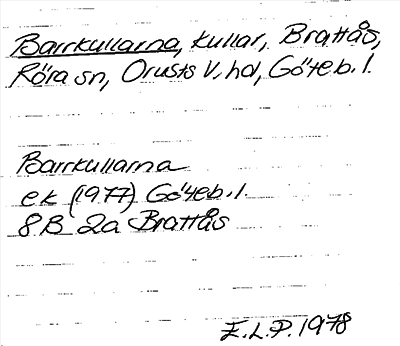 Barrkullarna, kullar, Brattås,
Röra sn, Orusts V. hd, Göteb. l.
Barrkullarna
ek (1977) Göteb. l.
8B 2a Brattås
E.L.P. 1978